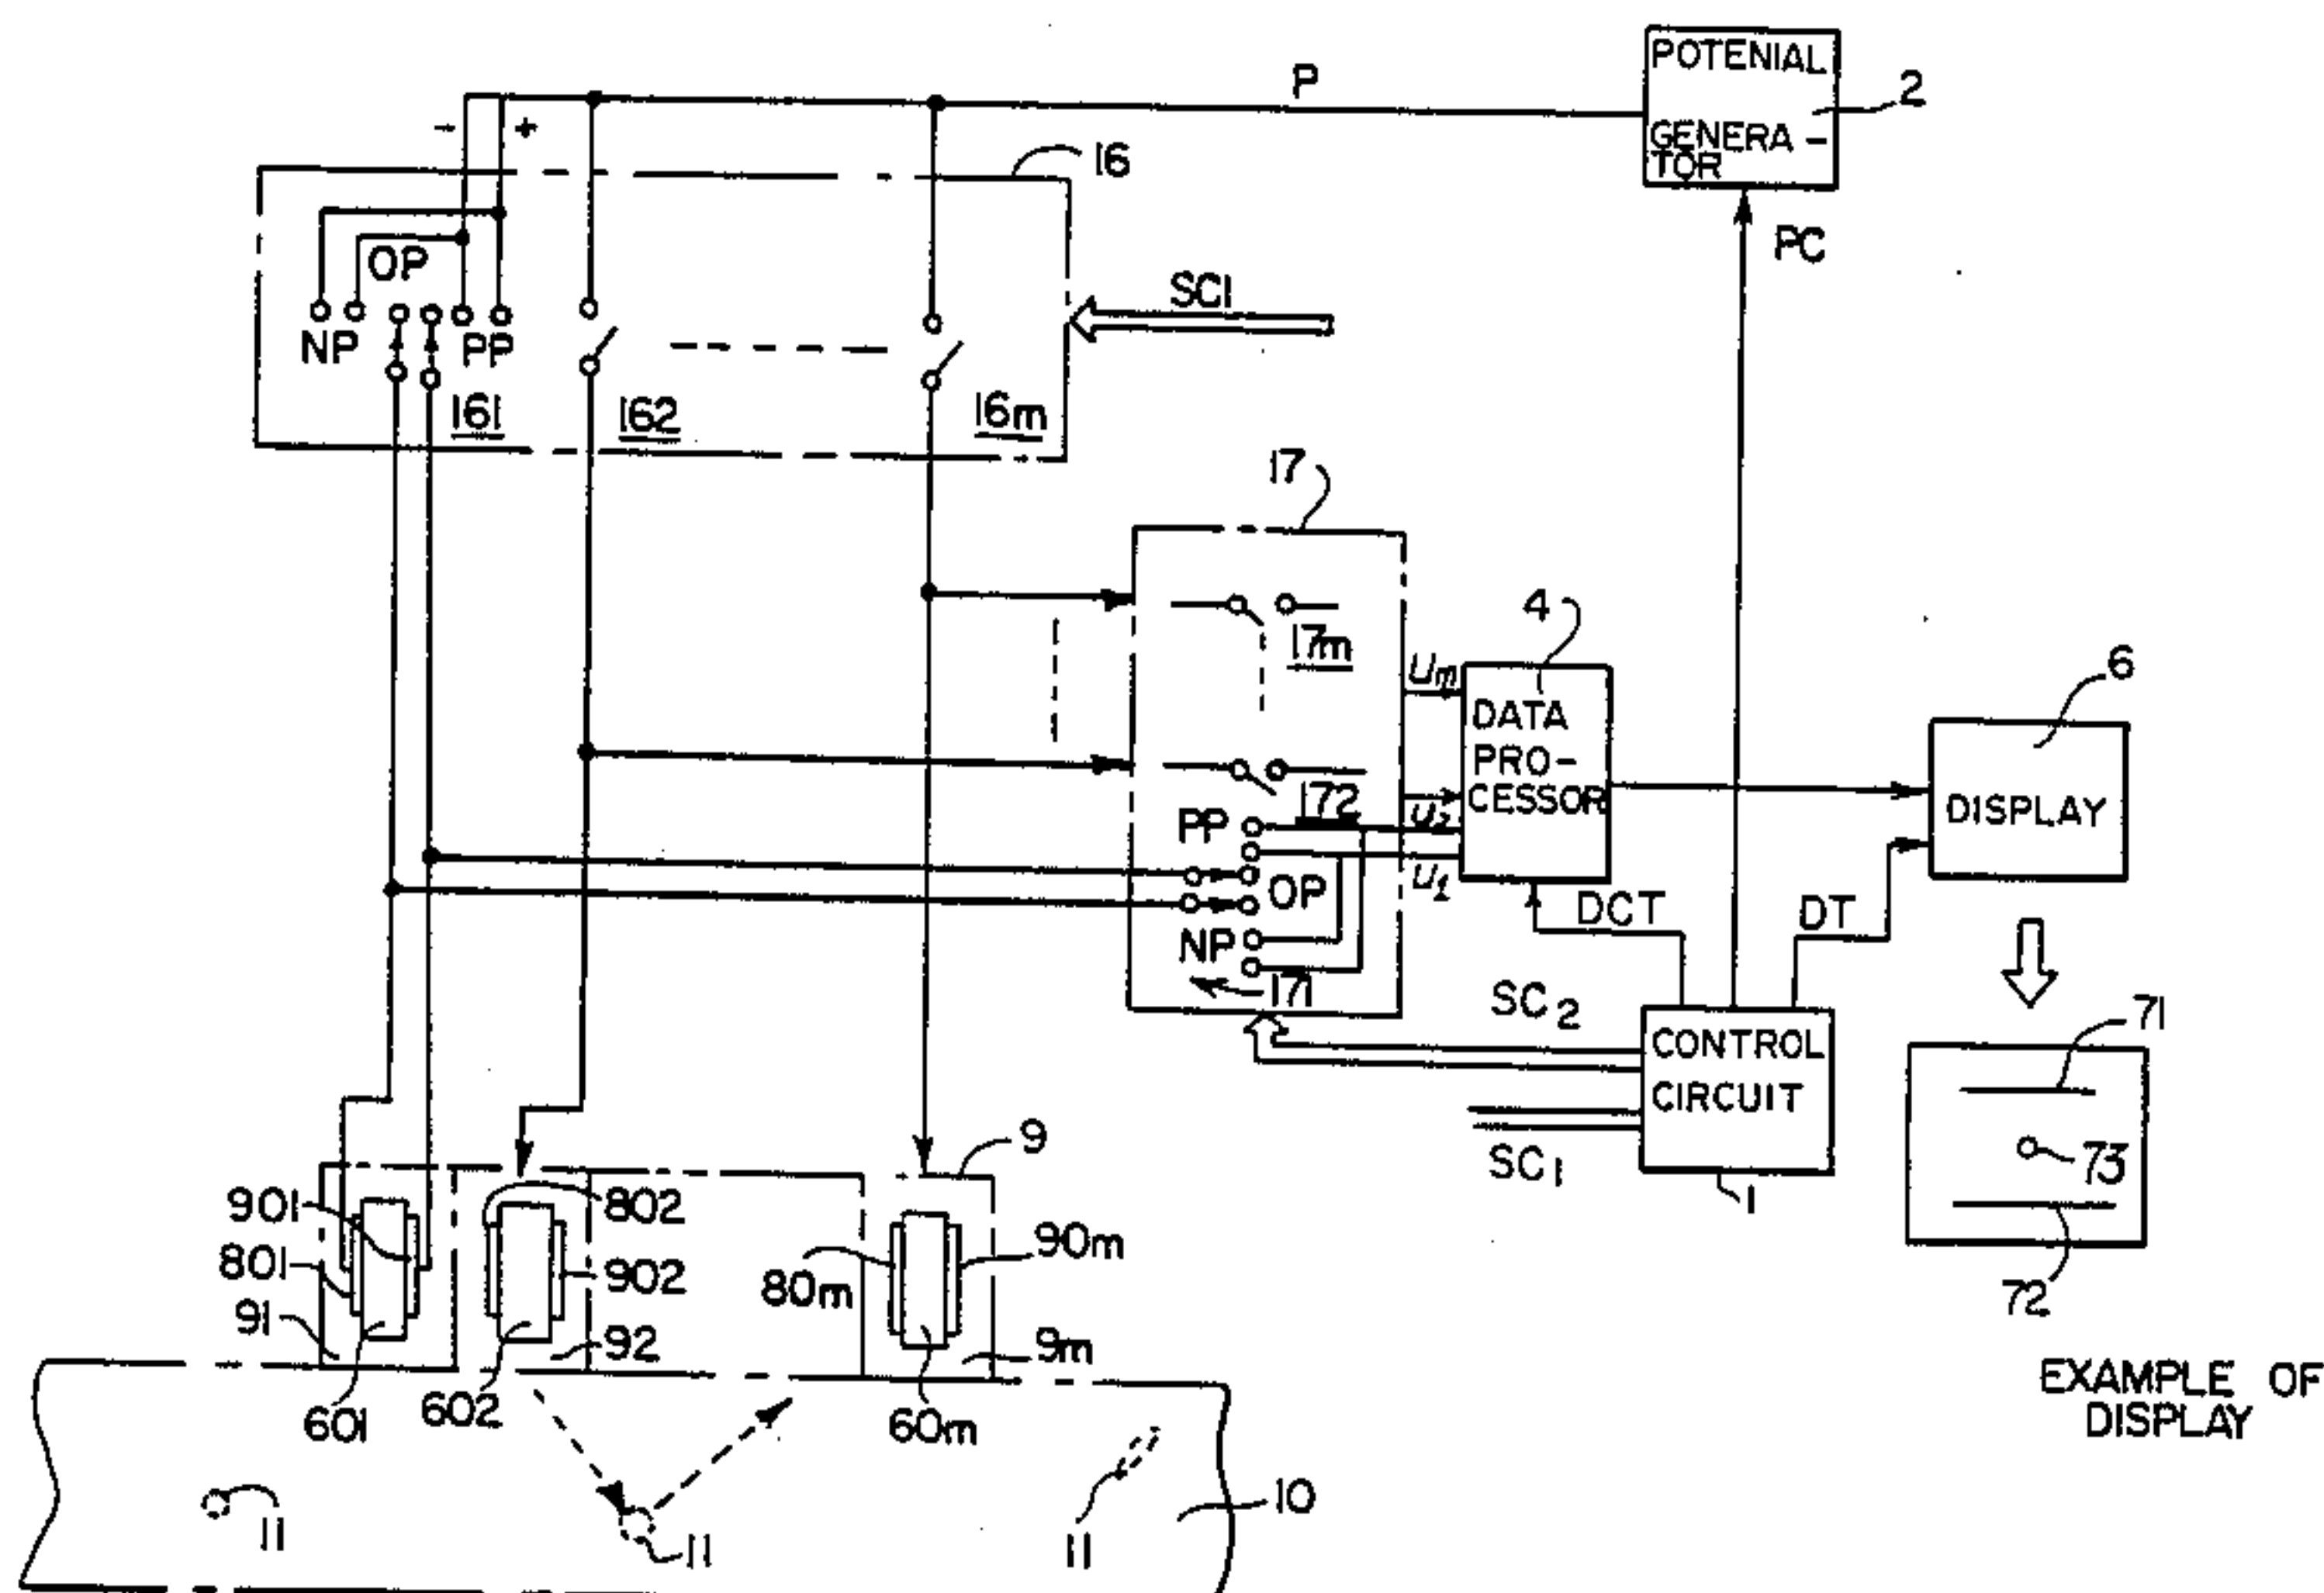 POTENIAL
GENERA-
TOR
2
P
- +
16
PC
OP
NP
PP
SC1
161
162
16m
17
4
17m
Um
DATA
PRO-
CESSOR
6
DISPLAY
172
U2
PP
OP
U1
NP
171
DCT
DT
SC2
CONTROL
CIRCUIT
SC1
1
71
73
72
9
901
802
801
902
80m
90m
91
92
9m
601
602
60m
EXAMPLE OF
DISPLAY
11
11
11
10